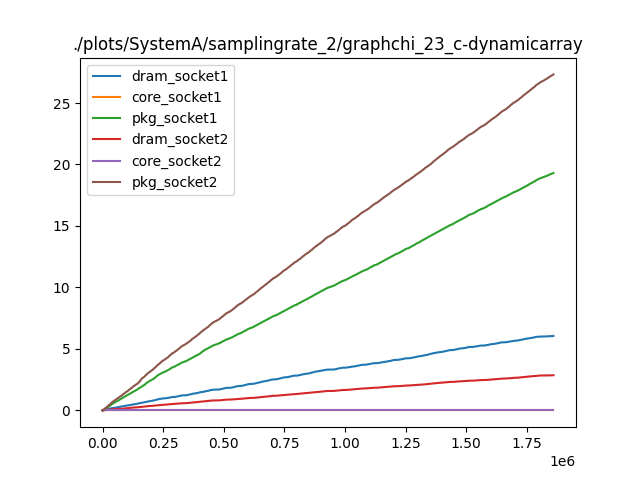 ./plots/SystemA/samplingrate_2/graphchi_23_c-dynamicarray
dram_socket1
core_socket1
pkg_socket1
dram_socket2
core_socket2
pkg_socket2
25
20
15
10
5
0
0.00 0.25 0.50 0.75 1.00 1.25 1.50 1.75
1e6